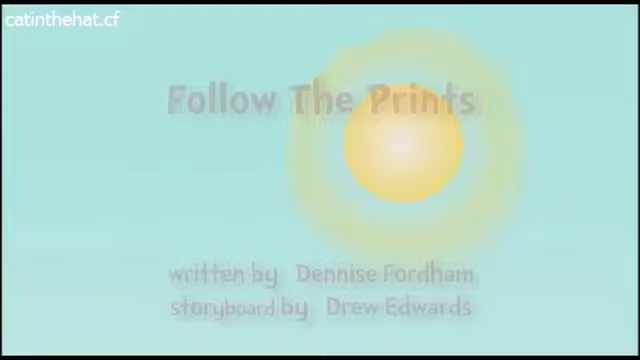 catinthehat.cf
Follow The Prints
written by Dennise Fordham
storyboard by Drew Edwards